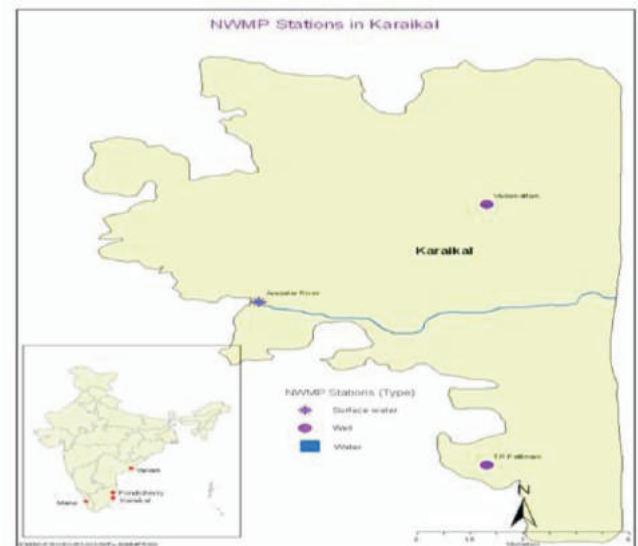 NWMP Stations in Karaikal
Karaikal
Arasalar River
NWMP Stations (Type)
Surface water
Well
Water
T.R Pattinam
Yanam
Pondicherry
Karaikal
Mahe
N